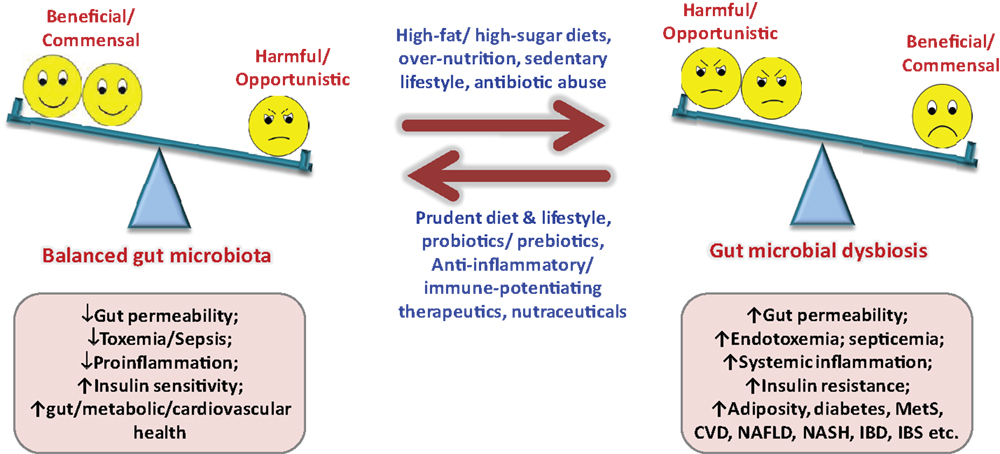 Beneficial/
Commensal
Harmful/
Opportunistic
Balanced gut microbiota
↓Gut permeability;
↓Toxemia/Sepsis;
↓Proinflammation;
↑Insulin sensitivity;
↑gut/metabolic/cardiovascular
health
High-fat/ high-sugar diets,
over-nutrition, sedentary
lifestyle, antibiotic abuse
Prudent diet & lifestyle,
probiotics/ prebiotics,
Anti-inflammatory/
immune-potentiating
therapeutics, nutraceuticals
Harmful/
Opportunistic
Beneficial/
Commensal
Gut microbial dysbiosis
↑Gut permeability;
↑Endotoxemia; septicemia;
↑Systemic inflammation;
↑Insulin resistance;
↑Adiposity, diabetes, MetS,
CVD, NAFLD, NASH, IBD, IBS etc.